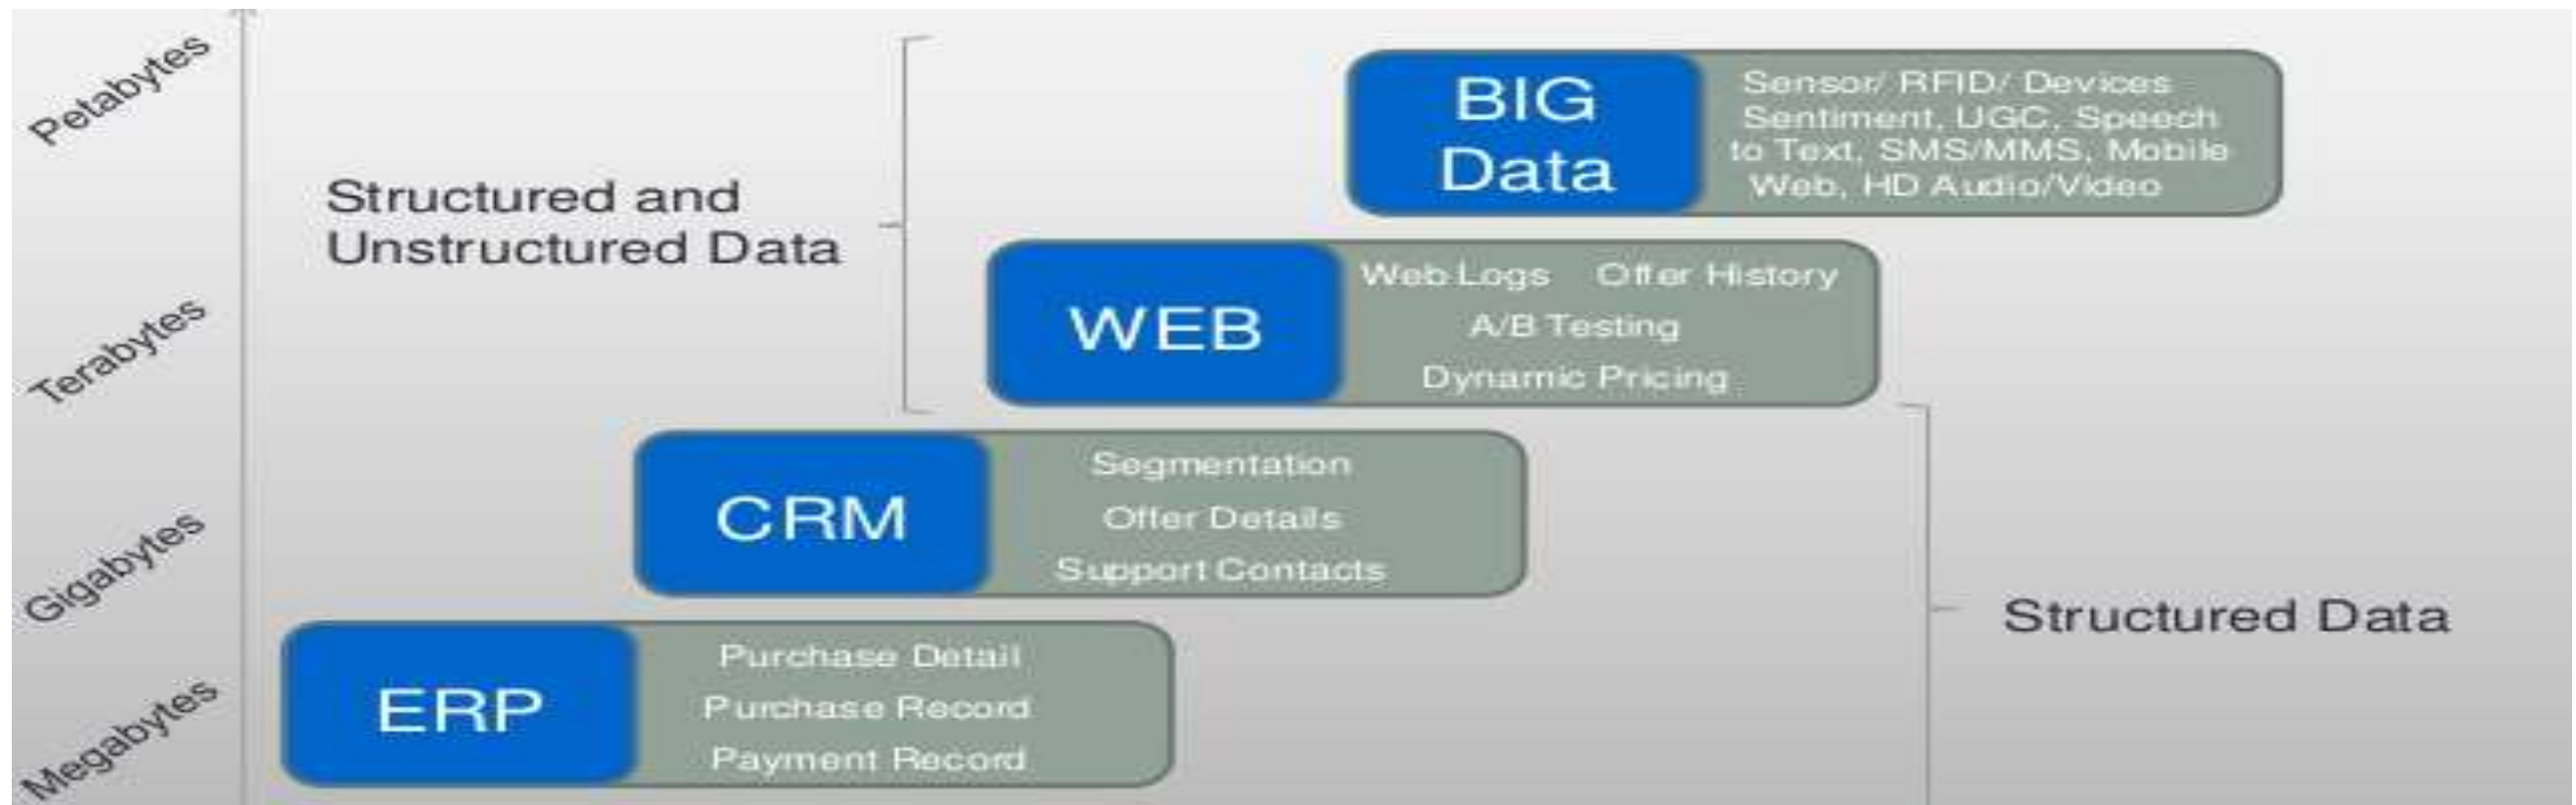 Petabytes
BIG
Data
Sensor/ RFID/ Devices
Sentiment, UGC, Speech
to Text, SMS/MMS, Mobile
Web, HD Audio/Video
Structured and
Unstructured Data
Terabytes
WEB
Web Logs Offer History
A/B Testing
Dynamic Pricing
Gigabytes
CRM
Segmentation
Offer Details
Support Contacts
Structured Data
Megabytes
ERP
Purchase Detail
Purchase Record
Payment Record